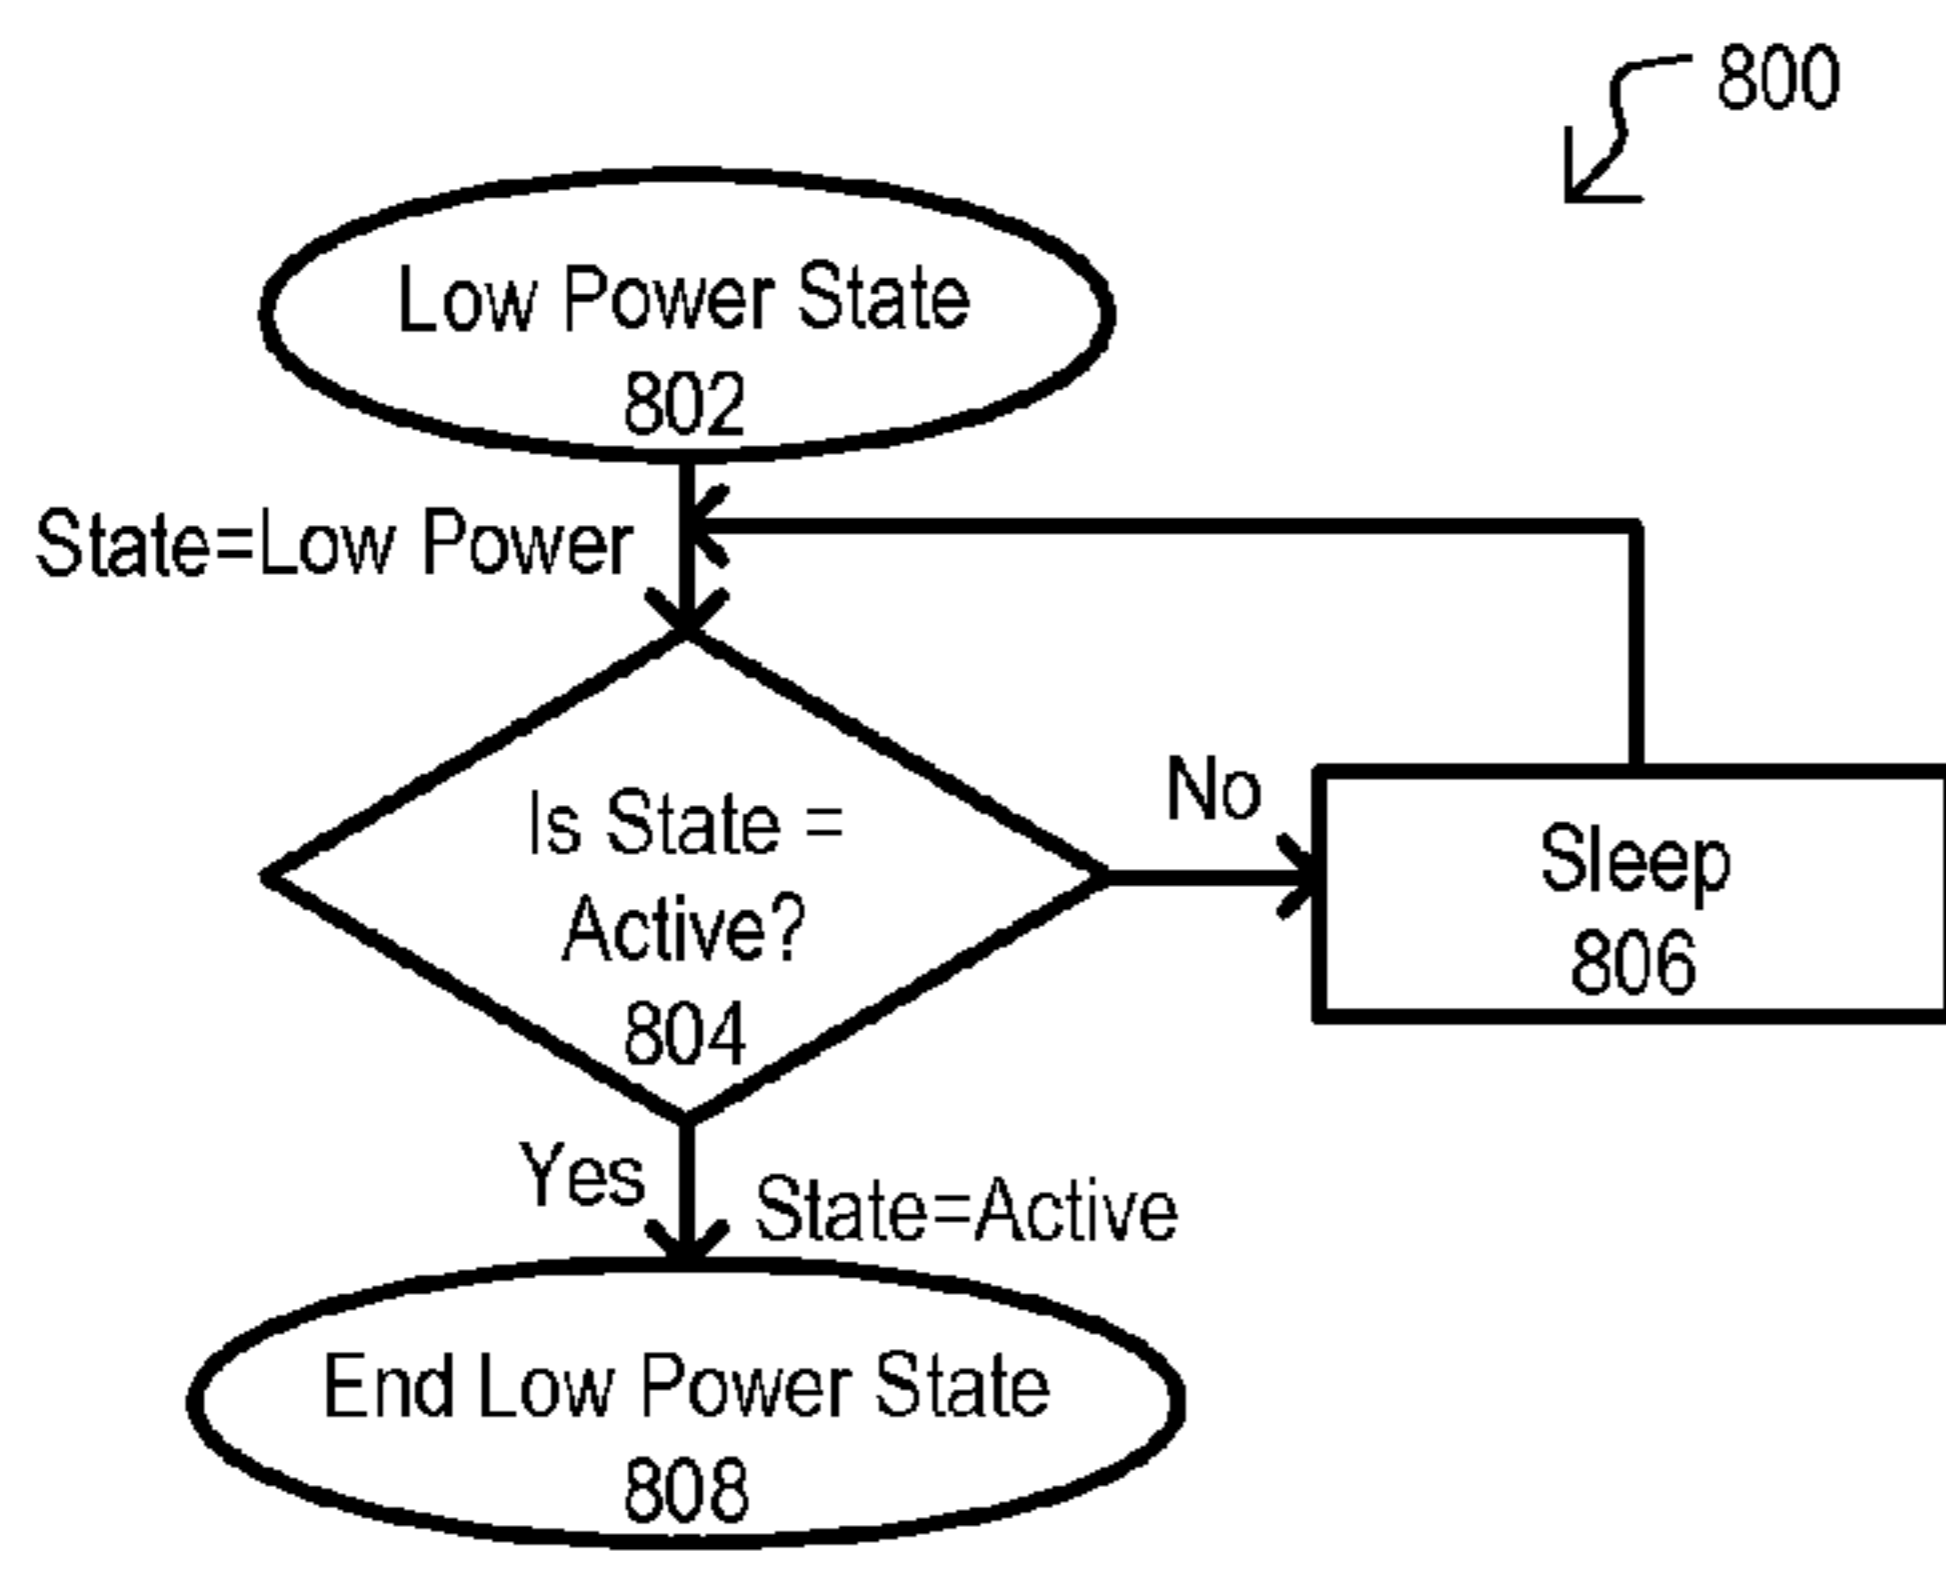 800
Low Power State
802
State=Low Power
Is State =
Active?
804
No
Sleep
806
Yes
State=Active
End Low Power State
808